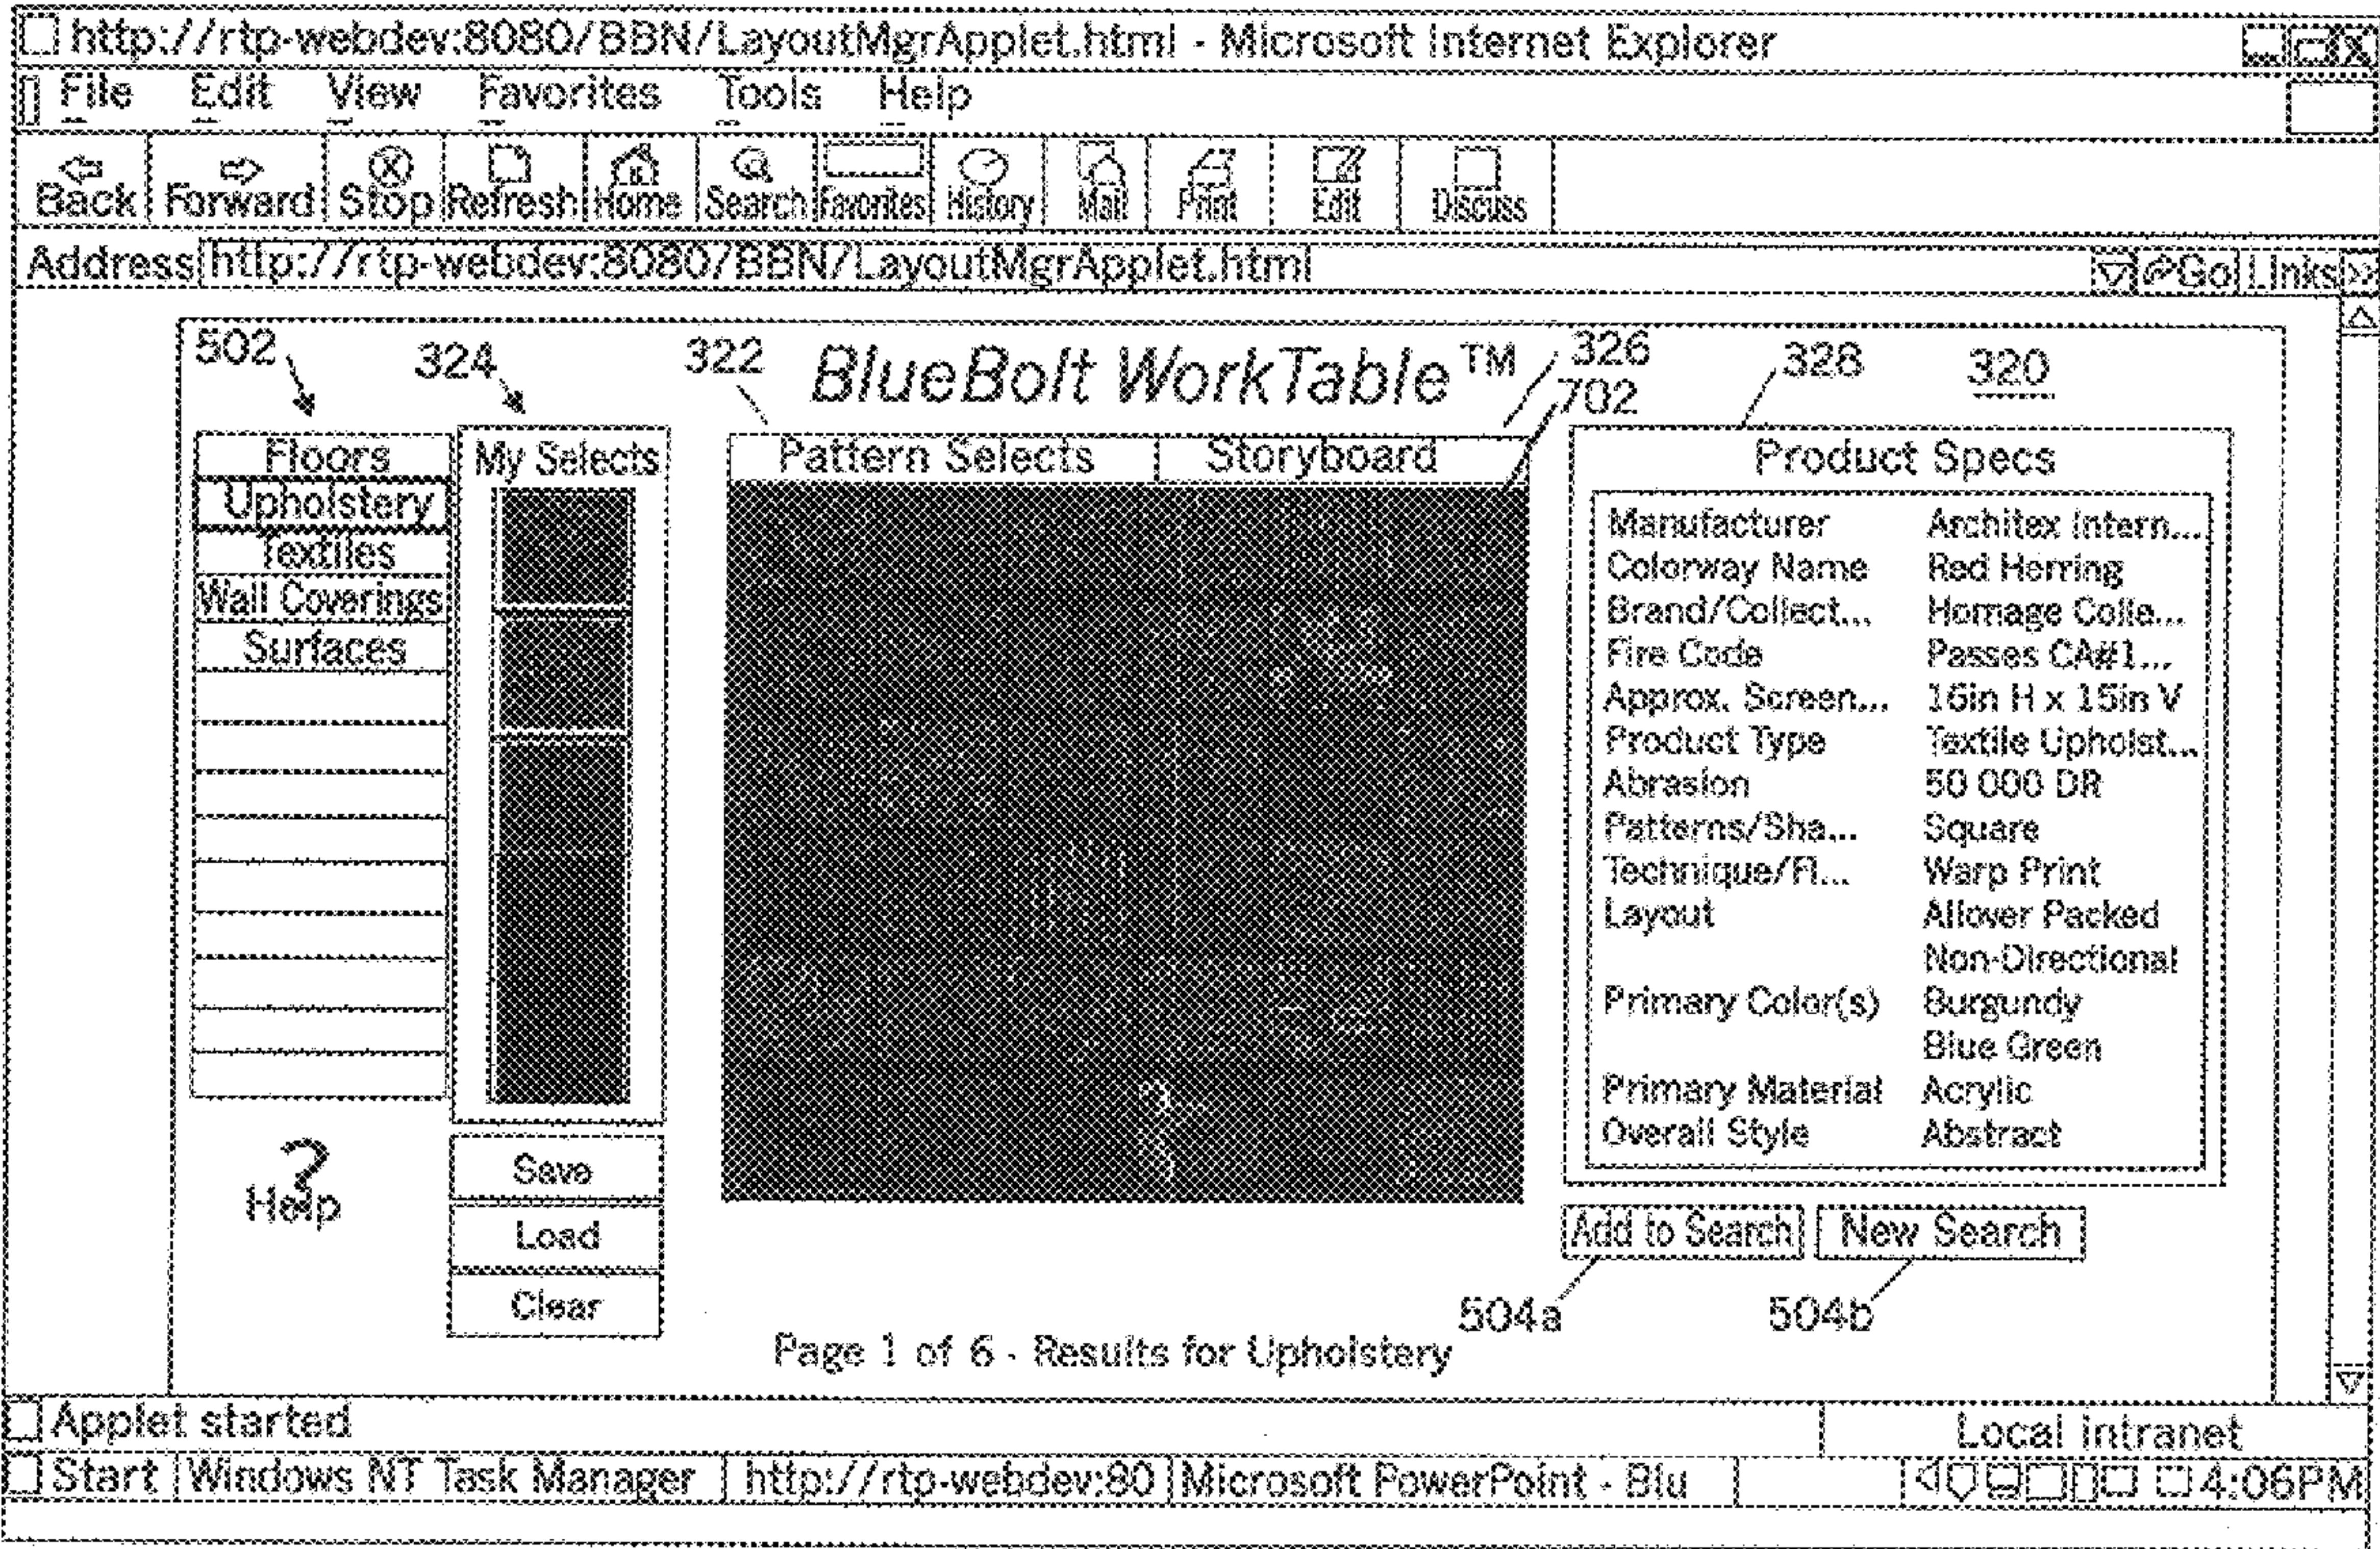 http://rtp-webdev:8080/BBN/LayoutMgrApplet.html - Microsoft Internet Explorer
File Edit View Favorites Tools Help
Back Forward Stop Refresh Home Search Favorites History Mail Print Edit Discuss
Address http://rtp-webdev:8080/BBN/LayoutMgrApplet.html Go Links »
502 324 322 BlueBolt WorkTable™ 326 328 320
702
Floors
Upholstery
Textiles
Wall Coverings
Surfaces
? Help
My Selects
Save
Load
Clear
Pattern Selects Storyboard
Product Specs
Manufacturer Architex Intern...
Colorway Name Red Herring
Brand/Collect... Homage Colle...
Fire Code Passes CA#1...
Approx. Screen... 16in H x 15in V
Product Type Textile Upholst...
Abrasion 50 000 DR
Patterns/Sha... Square
Technique/Fi... Warp Print
Layout Allover Packed
Non-Directional
Primary Color(s) Burgundy
Blue Green
Primary Material Acrylic
Overall Style Abstract
Add to Search New Search
504a 504b
Page 1 of 6 - Results for Upholstery
Applet started Local intranet
Start Windows NT Task Manager http://rtp-webdev:80 Microsoft PowerPoint - Blu 4:06PM